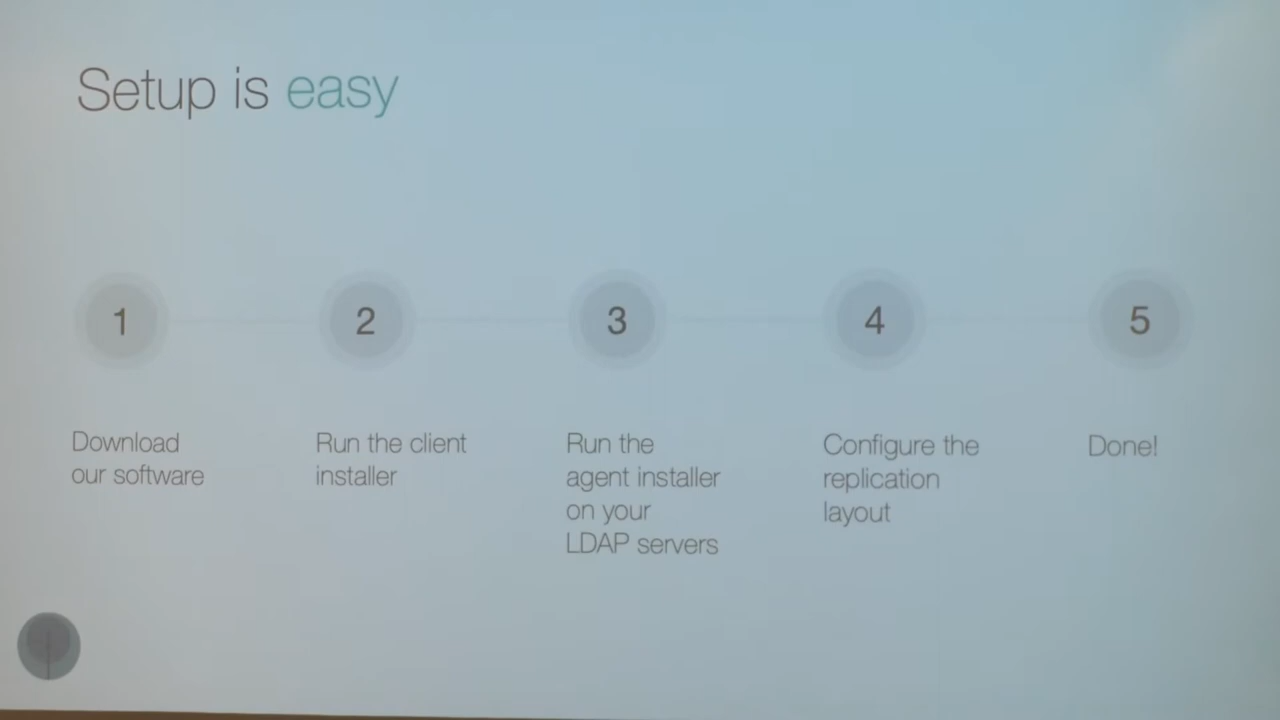 Setup is easy
1
2
3
4
5
Download
our software
Run the client
installer
Run the
agent installer
on your
LDAP servers
Configure the
replication
layout
Done!